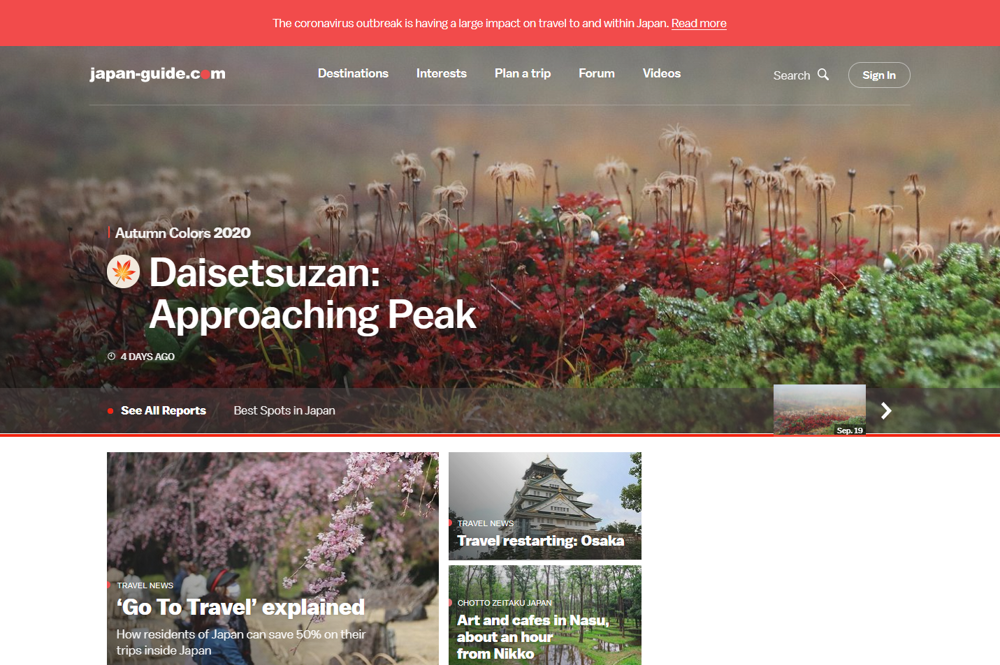 The coronavirus outbreak is having a large impact on travel to and within Japan. Read more
japan-guide.com
Destinations
Interests
Plan a trip
Forum
Videos
Search
Sign In
Autumn Colors 2020
Daisetsuzan:
Approaching Peak
4 DAYS AGO
See All Reports
Best Spots in Japan
Sep. 19
TRAVEL NEWS
‘Go To Travel’ explained
How residents of Japan can save 50% on their
trips inside Japan
TRAVEL NEWS
Travel restarting: Osaka
CHOTTO ZEITAKU JAPAN
Art and cafes in Nasu,
about an hour
from Nikko